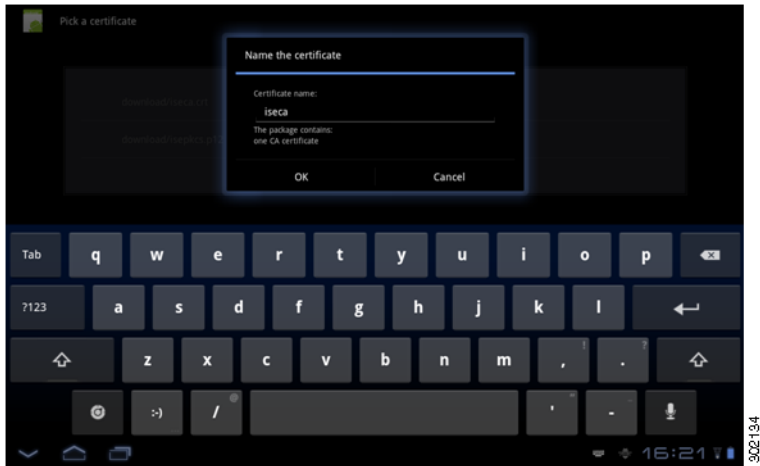 Pick a certificate
Name the certificate
Certificate name:
iseca
The package contains:
one CA certificate
OK Cancel
Tab q w e r t y u i o p
?123 a s d f g h j k l
z x c v b n m , ! . ?
:-) / @ ' " - _
16:21
302134